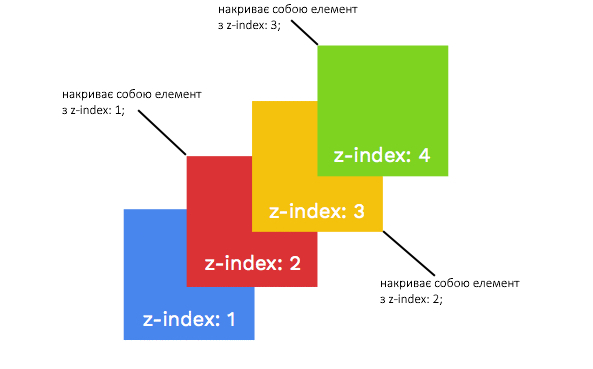 накриває собою елемент
з z-index: 3;
накриває собою елемент
з z-index: 1;
z-index: 4
z-index: 3
z-index: 2
накриває собою елемент
з z-index: 2;
z-index: 1